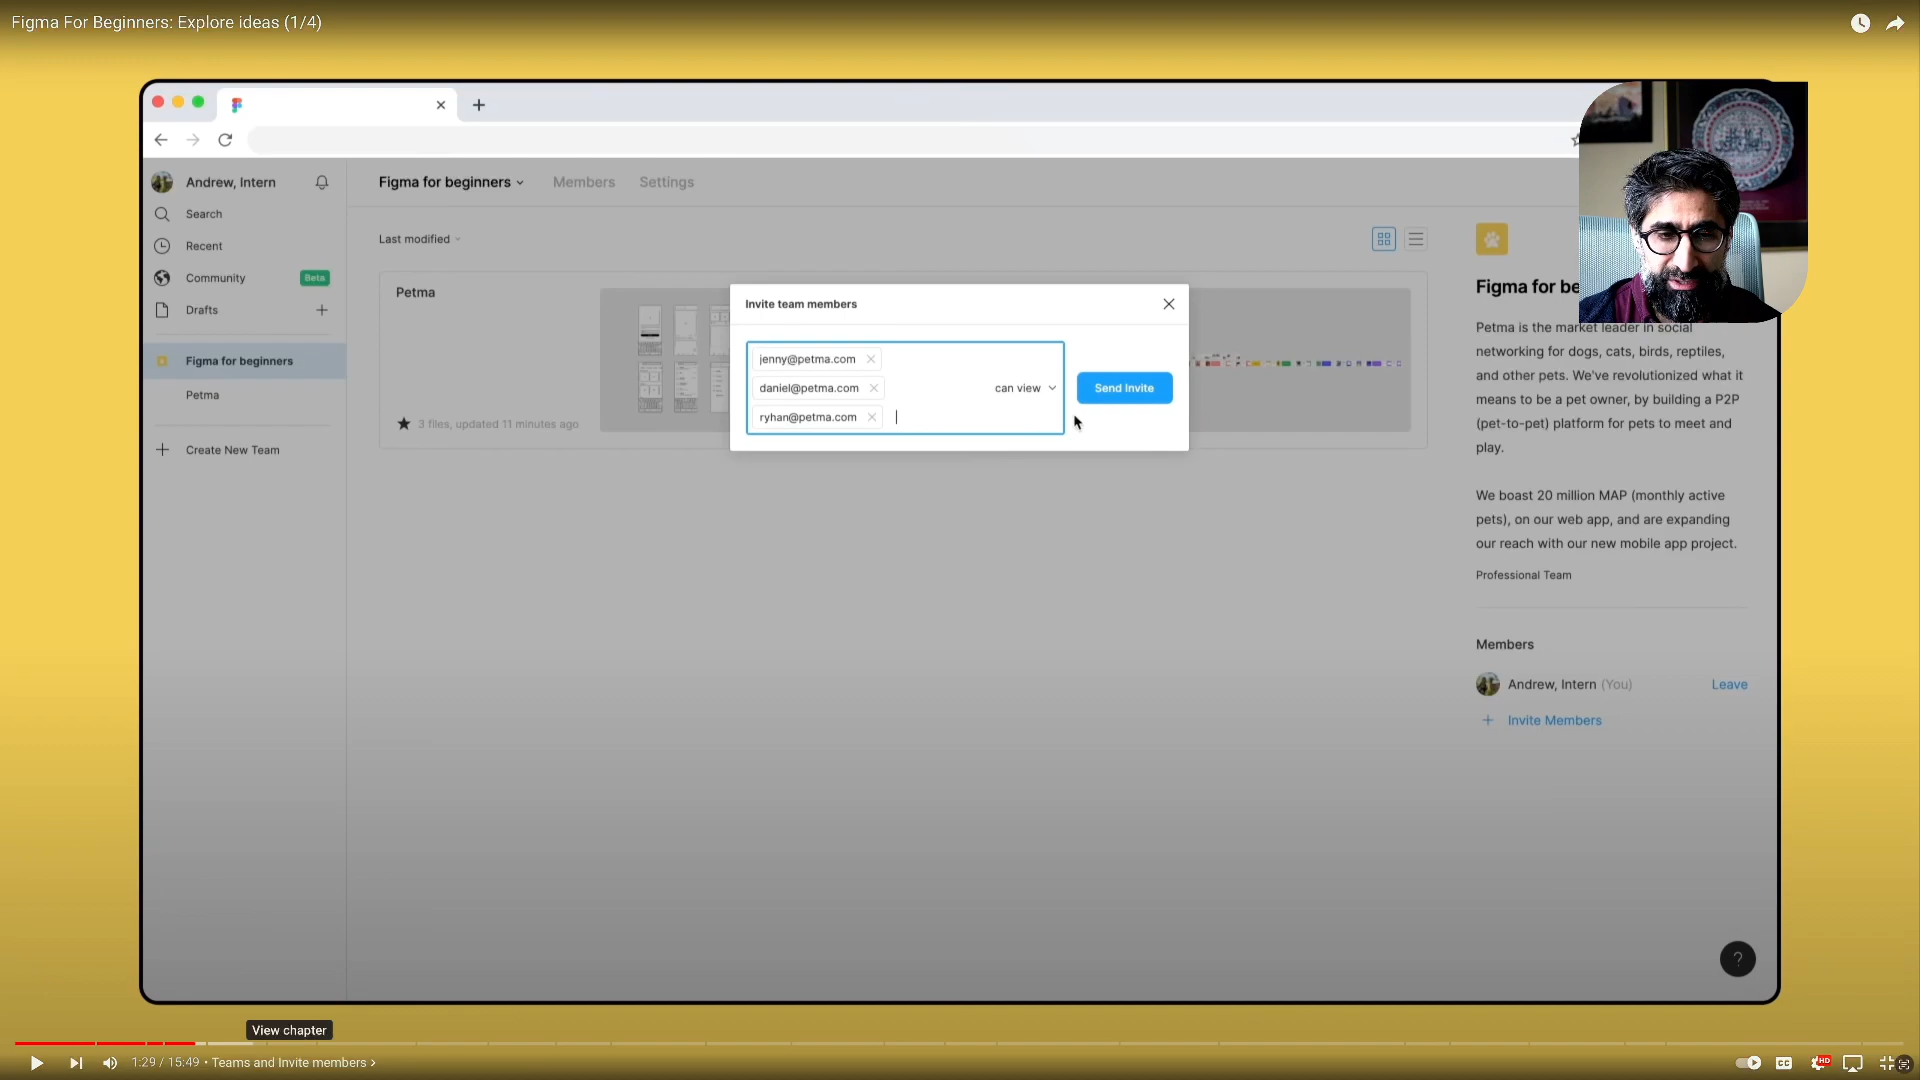 Figma For Beginners: Explore ideas (1/4)
Andrew, Intern
Search
Recent
Community
Beta
Drafts
Figma for beginners
Petma
Create New Team
Figma for beginners
Members
Settings
Last modified
Petma
3 files, updated 11 minutes ago
Invite team members
jenny@petma.com
daniel@petma.com
ryhan@petma.com
can view
Send Invite
Figma for be
Petma is the market leader in social
networking for dogs, cats, birds, reptiles,
and other pets. We've revolutionized what it
means to be a pet owner, by building a P2P
(pet-to-pet) platform for pets to meet and
play.
We boast 20 million MAP (monthly active
pets), on our web app, and are expanding
our reach with our new mobile app project.
Professional Team
Members
Andrew, Intern (You)
Leave
Invite Members
?
View chapter
1:29 / 15:49 • Teams and Invite members
CC
HD